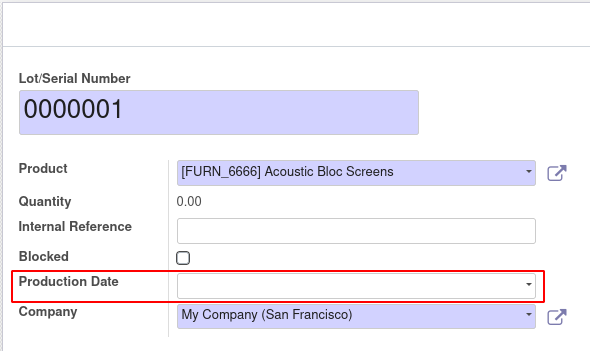 Lot/Serial Number
0000001
Product [FURN_6666] Acoustic Bloc Screens
Quantity 0.00
Internal Reference
Blocked
Production Date
Company My Company (San Francisco)